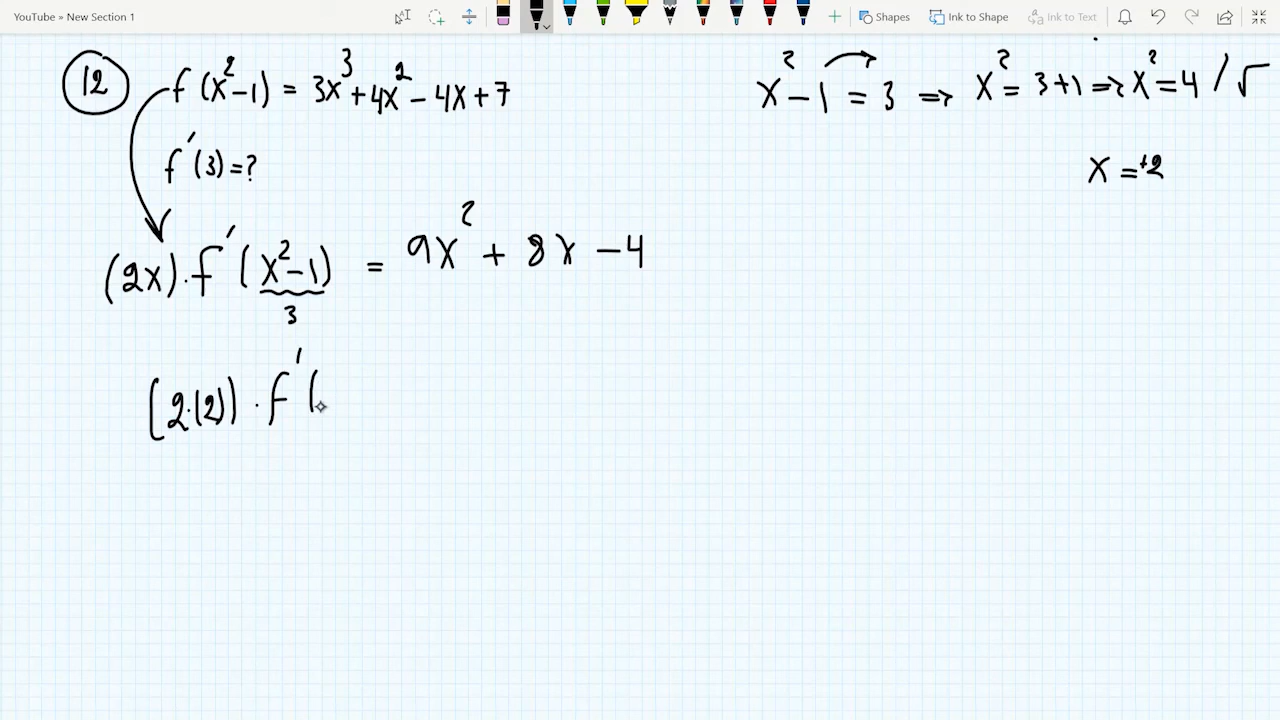 Youtube » New Section 1
Shapes
Ink to Shape
Ink to Text
12 f(x²-1) = 3x³+4x²-4x+7
x²-1 = 3 => x² = 3+1 => x² = 4 /√
f'(3) = ?
x = +2
(2x)·f'(x²-1) = 9x² + 8x - 4
3
(2·(2))·f'(